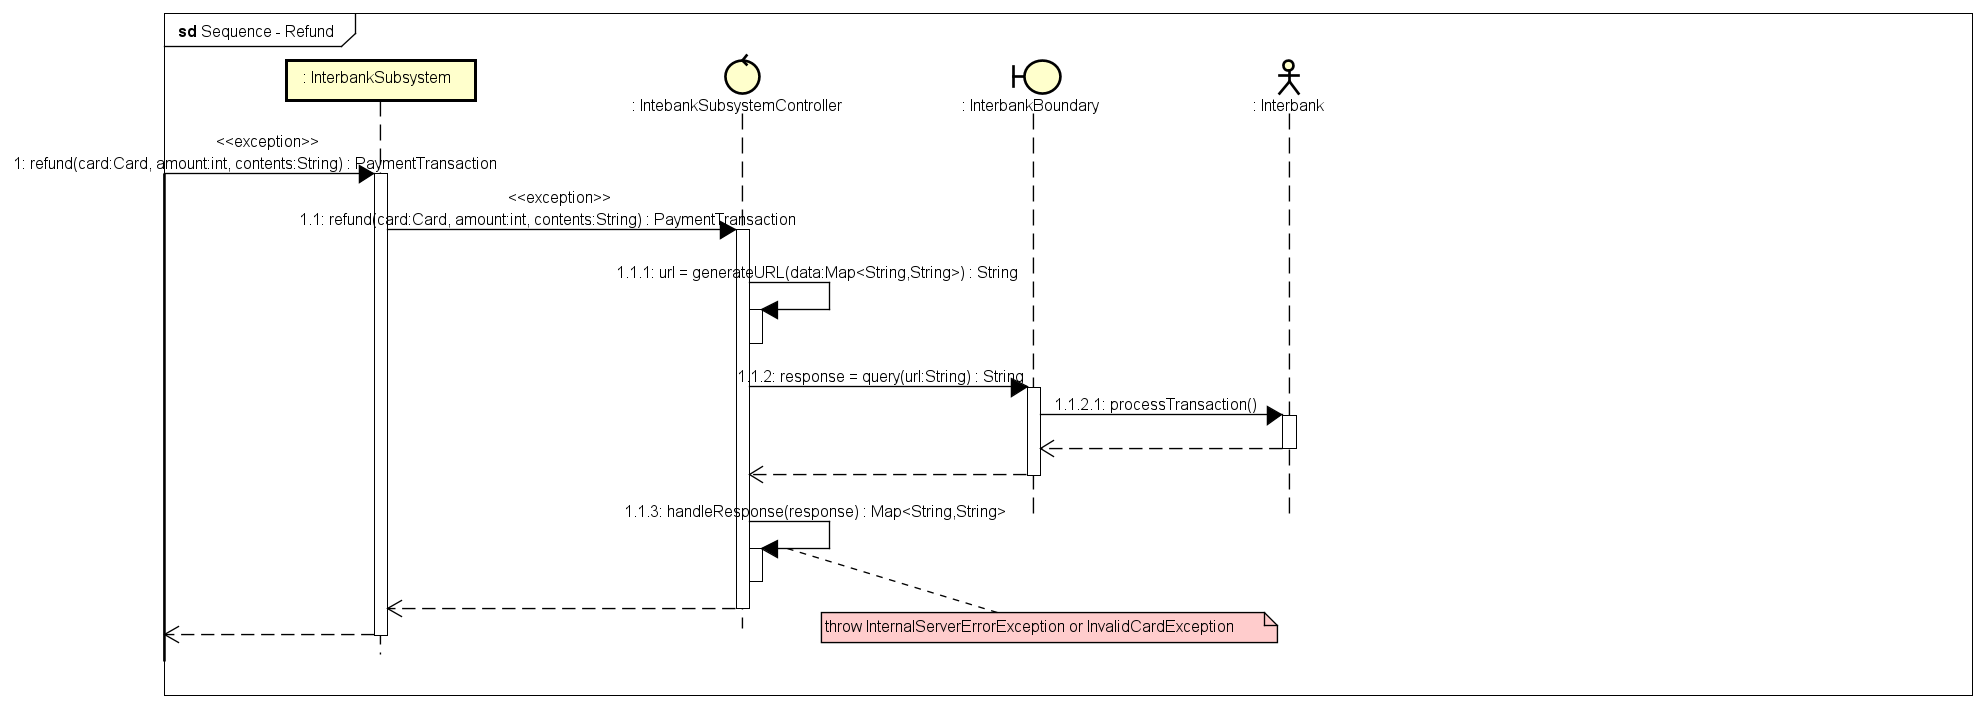 sd Sequence - Refund
: InterbankSubsystem
: IntebankSubsystemController
: InterbankBoundary
: Interbank
<<exception>>
1: refund(card:Card, amount:int, contents:String) : PaymentTransaction
<<exception>>
1.1: refund(card:Card, amount:int, contents:String) : PaymentTransaction
1.1.1: url = generateURL(data:Map<String,String>) : String
1.1.2: response = query(url:String) : String
1.1.2.1: processTransaction()
1.1.3: handleResponse(response) : Map<String,String>
throw InternalServerErrorException or InvalidCardException